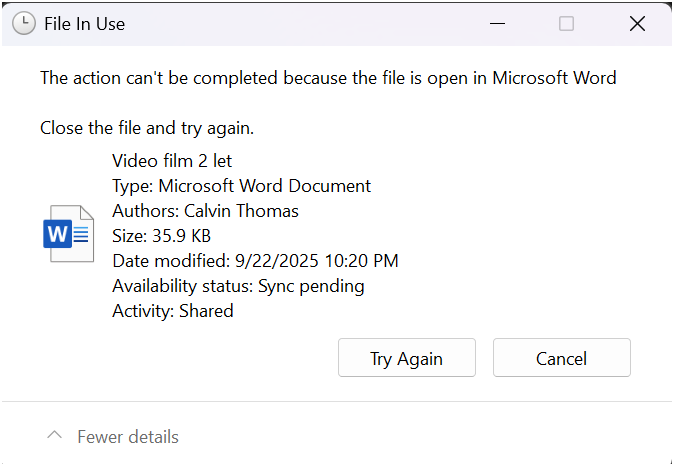 File In Use
The action can't be completed because the file is open in Microsoft Word
Close the file and try again.
Video film 2 let
Type: Microsoft Word Document
Authors: Calvin Thomas
Size: 35.9 KB
Date modified: 9/22/2025 10:20 PM
Availability status: Sync pending
Activity: Shared
W
Try Again
Cancel
Fewer details